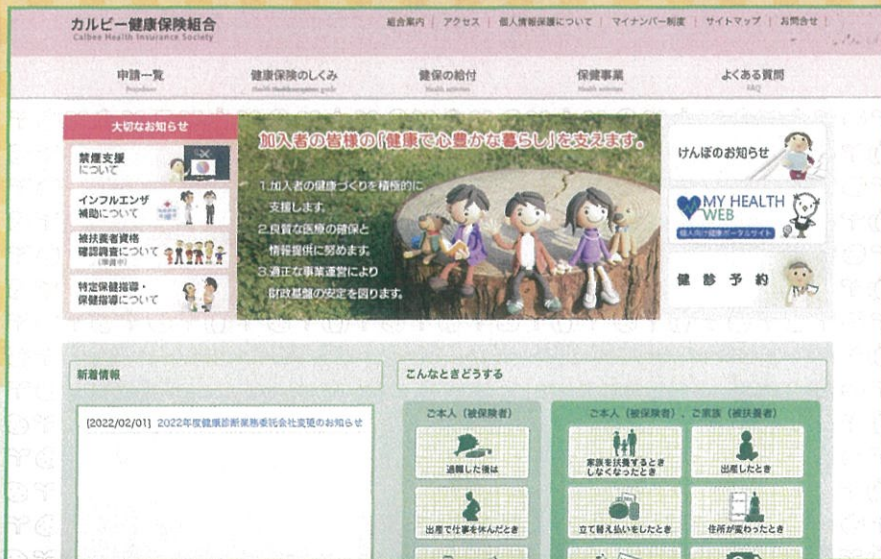 カルビー健康保険組合
Calbee Health Insurance Society
組合案内 | アクセス | 個人情報保護について | マイナンバー制度 | サイトマップ | お問合せ |
申請一覧
健康保険のしくみ
健保の給付
保健事業
よくある質問
FAQ
大切なお知らせ
禁煙支援
について
インフルエンザ
補助について
被扶養者資格
確認調査について
(準備中)
特定保健指導・
保健指導について
加入者の皆様の「健康で心豊かな暮らし」を支えます。
1.加入者の健康づくりを積極的に
支援します。
2.良質な医療の確保と
情報提供に努めます。
3.適正な事業運営により
財政基盤の安定を図ります。
けんぽのお知らせ
MY HEALTH
WEB
個人向け健康ポータルサイト
健診予約
新着情報
[2022/02/01] 2022年度健康診断業務委託会社変更のお知らせ
こんなときどうする
ご本人(被保険者)
退職した後は
出産で仕事を休んだとき
ご本人(被保険者)、ご家族(被扶養者)
家族を扶養するとき
しなくなったとき
出産したとき
立て替え払いをしたとき
住所が変わったとき